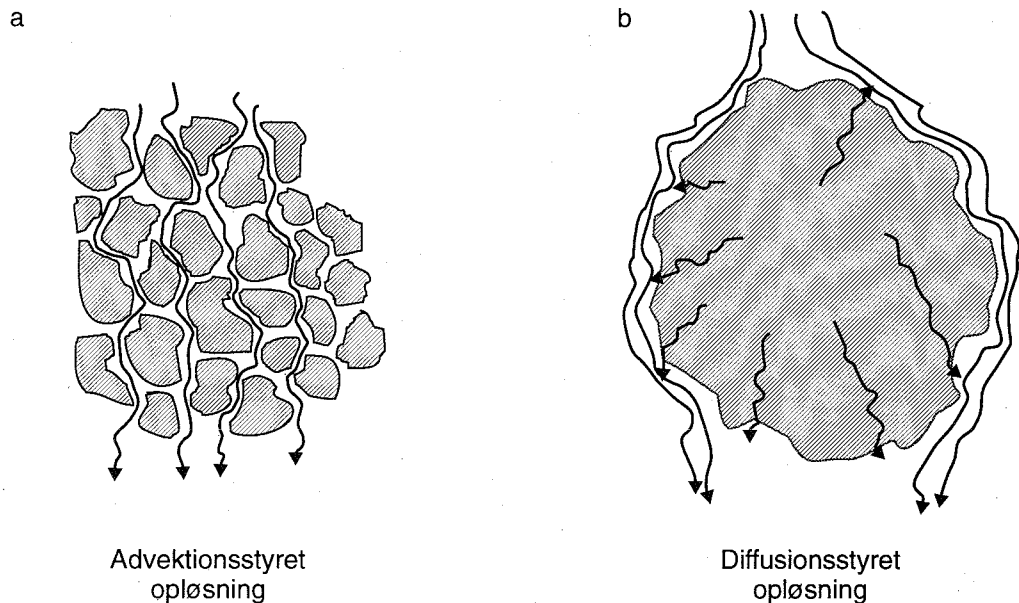 a
b
Advektionsstyret
opløsning
Diffusionsstyret
opløsning